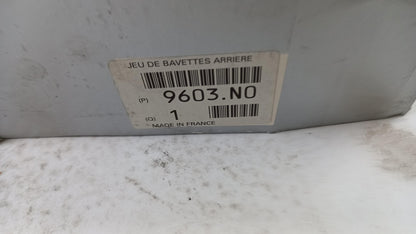 JEU DE BAVETTES ARRIERE
(P) 9603.N0
(Q) 1
MADE IN FRANCE